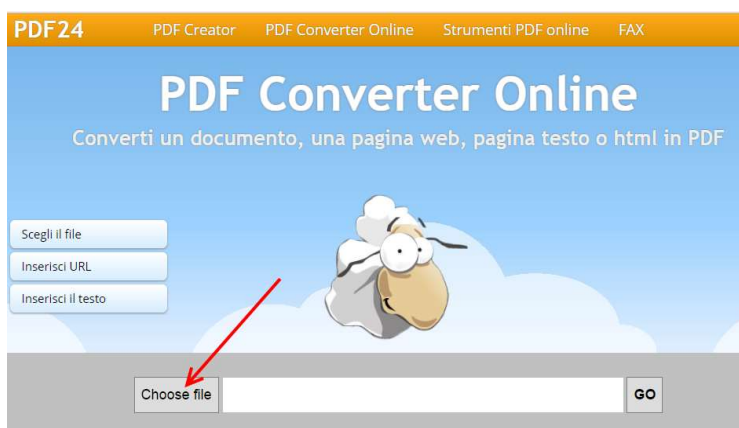 PDF24 PDF Creator PDF Converter Online Strumenti PDF online FAX
PDF Converter Online
Converti un documento, una pagina web, pagina testo o html in PDF
Scegli il file
Inserisci URL
Inserisci il testo
Choose file GO